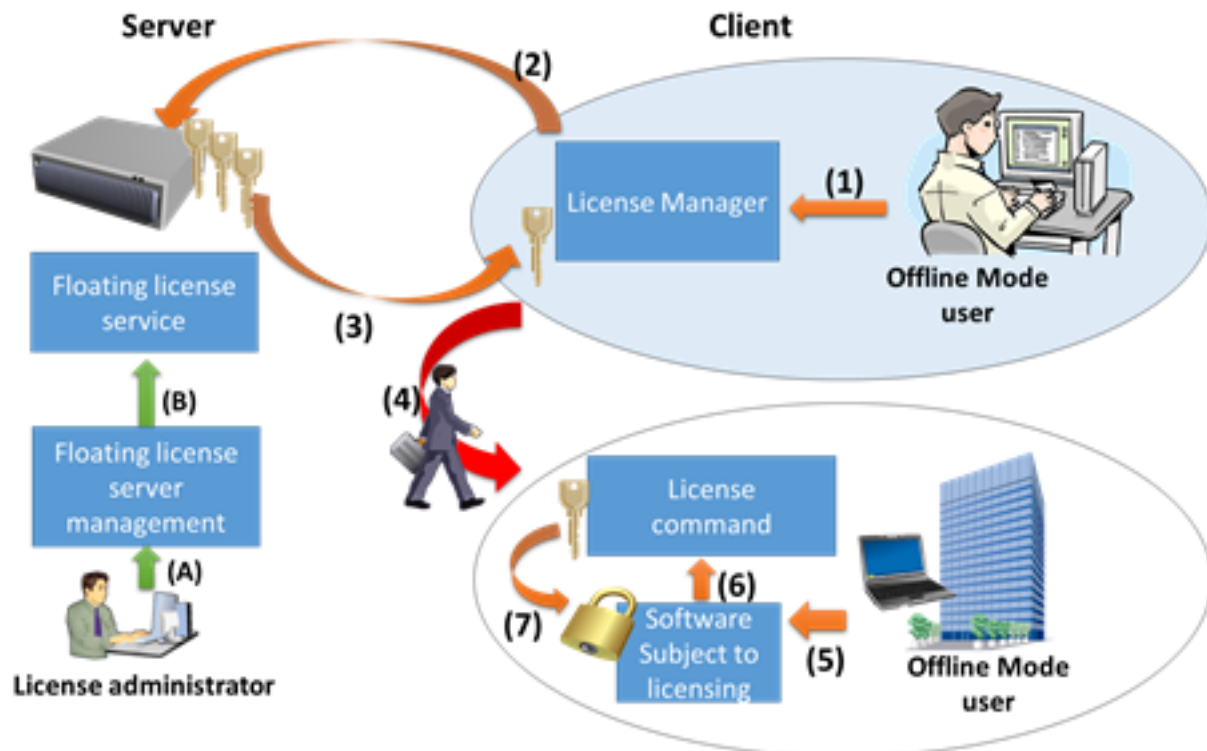 Server
Client
(2)
License Manager
(1)
Offline Mode
user
Floating license
service
(3)
(B)
(4)
Floating license
server
management
License
command
(A)
(6)
(7)
Software
Subject to
licensing
(5)
License administrator
Offline Mode
user